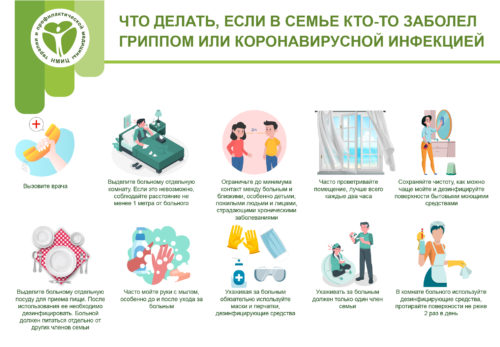 терапии и профилактической медицины
НМИЦ
ЧТО ДЕЛАТЬ, ЕСЛИ В СЕМЬЕ КТО-ТО ЗАБОЛЕЛ
ГРИППОМ ИЛИ КОРОНАВИРУСНОЙ ИНФЕКЦИЕЙ
Вызовите врача
Выделите больному отдельную
комнату. Если это невозможно,
соблюдайте расстояние не
менее 1 метра от больного
Ограничьте до минимума
контакт между больным и
близкими, особенно детьми,
пожилыми людьми и лицами,
страдающими хроническими
заболеваниями
Часто проветривайте
помещение, лучше всего
каждые два часа
Сохраняйте чистоту, как можно
чаще мойте и дезинфицируйте
поверхности бытовыми моющими
средствами
Выделите больному отдельную
посуду для приема пищи. После
использования ее необходимо
дезинфицировать. Больной
должен питаться отдельно от
других членов семьи
Часто мойте руки с мылом,
особенно до и после ухода за
больным
Ухаживая за больным
обязательно используйте
маски и перчатки,
дезинфицирующие средства
Ухаживать за больным
должен только один член
семьи
В комнате больного используйте
дезинфицирующие средства,
протирайте поверхности не реже
2 раз в день